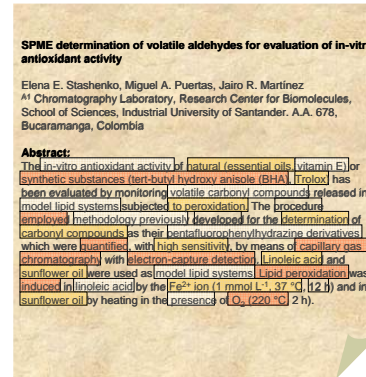 SPME determination of volatile aldehydes for evaluation of in-vitro
antioxidant activity
Elena E. Stashenko, Miguel A. Puertas, Jairo R. Martínez
A1 Chromatography Laboratory, Research Center for Biomolecules,
School of Sciences, Industrial University of Santander. A.A. 678,
Bucaramanga, Colombia
Abstract:
The in-vitro antioxidant activity of natural (essential oils, vitamin E) or
synthetic substances (tert-butyl hydroxy anisole (BHA), Trolox) has
been evaluated by monitoring volatile carbonyl compounds released in
model lipid systems subjected to peroxidation. The procedure
employed methodology previously developed for the determination of
carbonyl compounds as their pentafluorophenylhydrazine derivatives
which were quantified, with high sensitivity, by means of capillary gas
chromatography with electron-capture detection. Linoleic acid and
sunflower oil were used as model lipid systems. Lipid peroxidation was
induced in linoleic acid by the Fe2+ ion (1 mmol L-1, 37 °C, 12 h) and in
sunflower oil by heating in the presence of O2 (220 °C, 2 h).